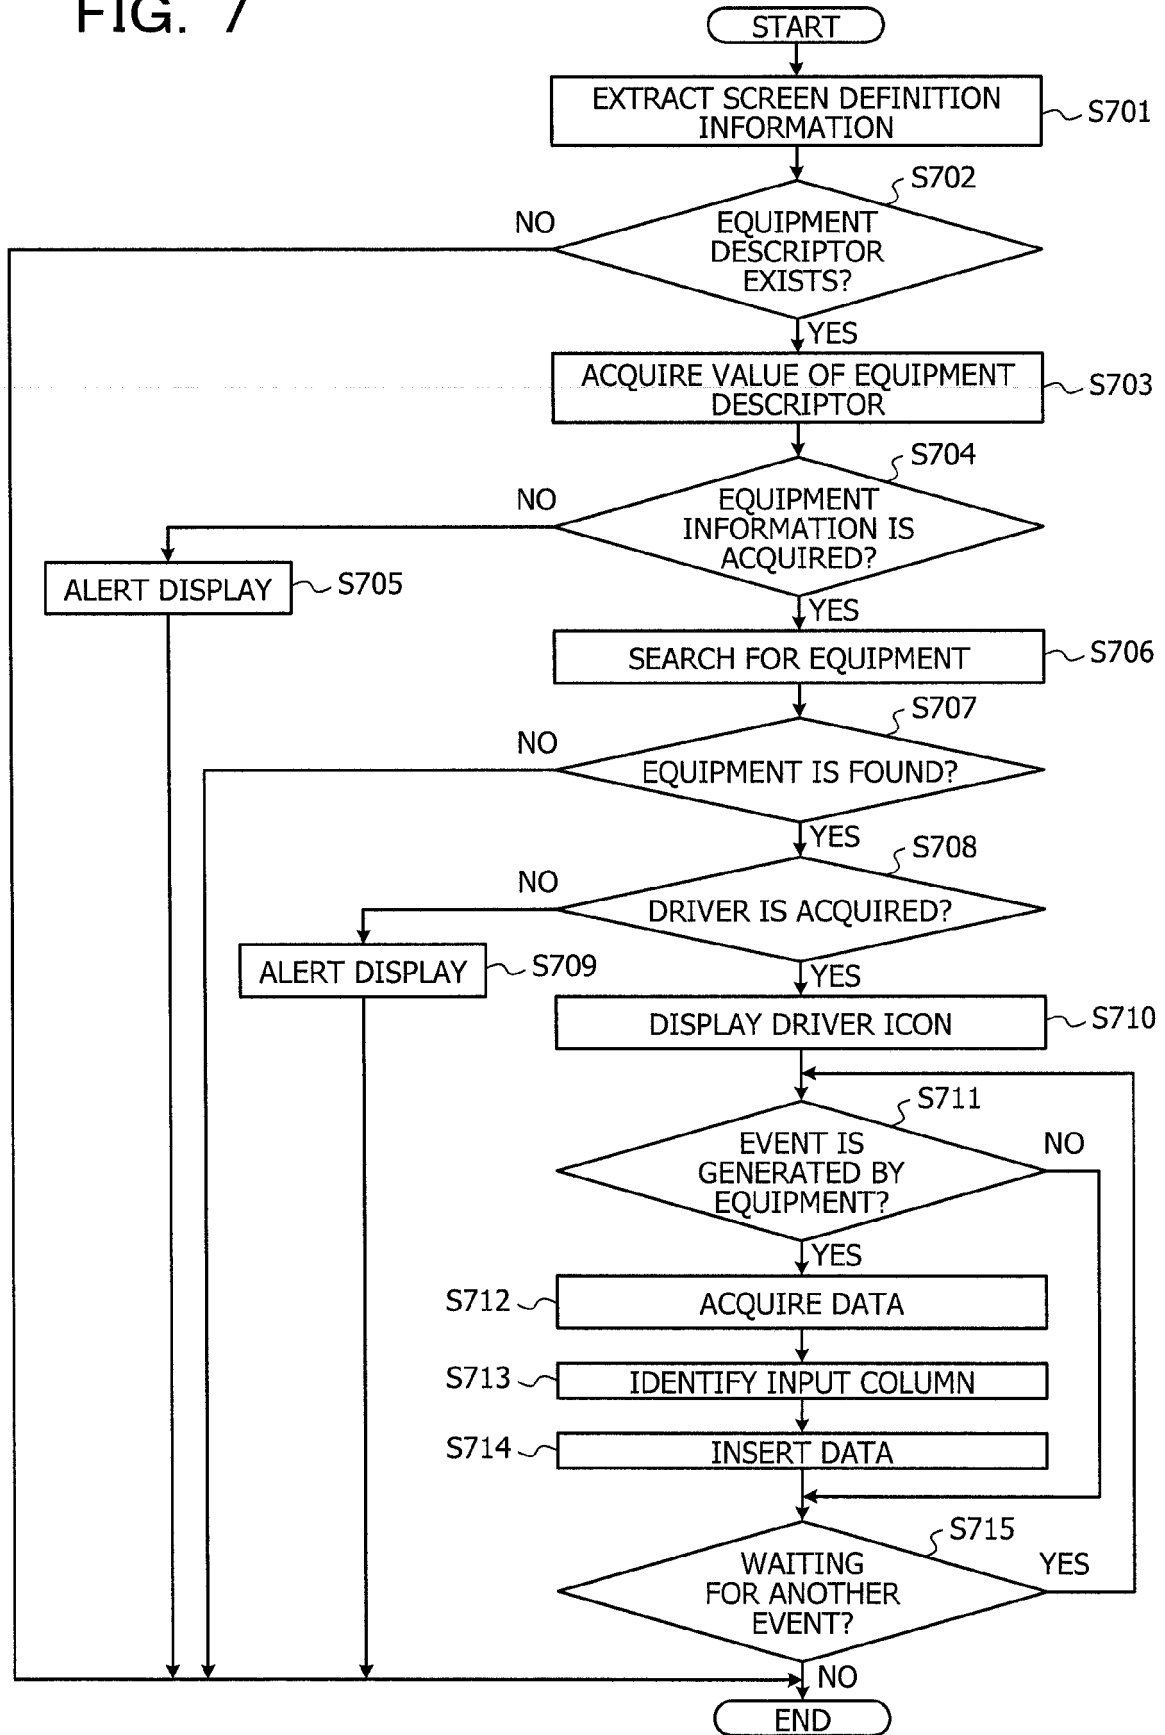 FIG. 7
START
EXTRACT SCREEN DEFINITION
INFORMATION
S701
S702
NO
EQUIPMENT
DESCRIPTOR
EXISTS?
YES
ACQUIRE VALUE OF EQUIPMENT
DESCRIPTOR
S703
S704
NO
EQUIPMENT
INFORMATION IS
ACQUIRED?
ALERT DISPLAY
S705
YES
SEARCH FOR EQUIPMENT
S706
S707
NO
EQUIPMENT IS FOUND?
YES
S708
NO
DRIVER IS ACQUIRED?
ALERT DISPLAY
S709
YES
DISPLAY DRIVER ICON
S710
S711
EVENT IS
GENERATED BY
EQUIPMENT?
NO
YES
S712
ACQUIRE DATA
S713
IDENTIFY INPUT COLUMN
S714
INSERT DATA
S715
WAITING
FOR ANOTHER
EVENT?
YES
NO
END